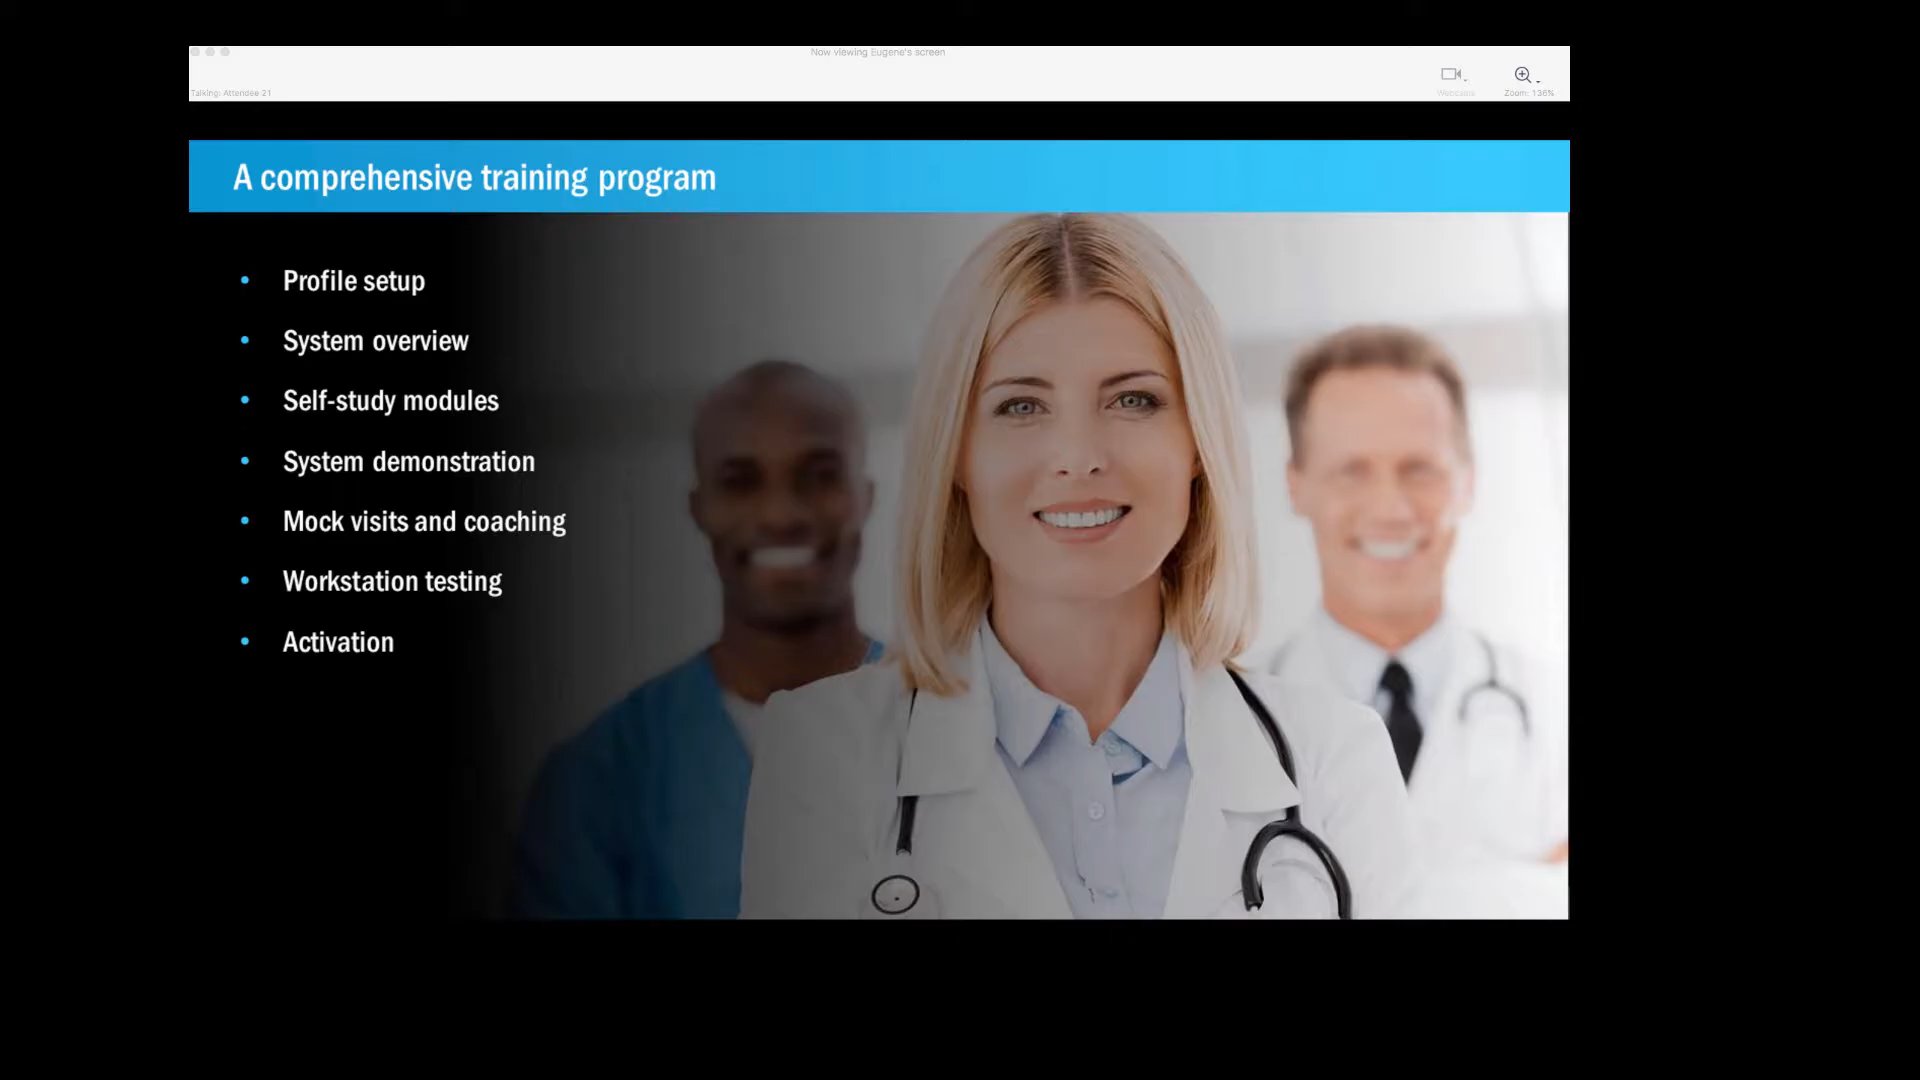 Now viewing Eugene's screen
Talking: Attendee 21
Webcams
Zoom: 136%
A comprehensive training program
• Profile setup
• System overview
• Self-study modules
• System demonstration
• Mock visits and coaching
• Workstation testing
• Activation